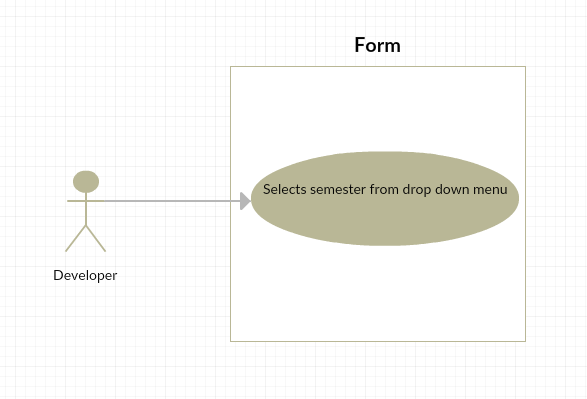 Form
Selects semester from drop down menu
Developer